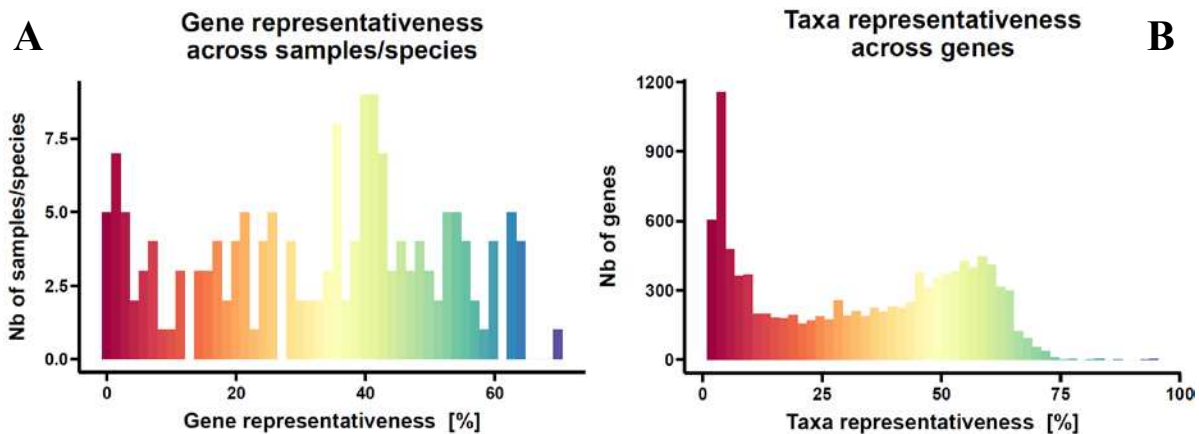 A
Gene representativeness
across samples/species
Nb of samples/species
7.5
5.0
2.5
0.0
0
20
40
60
Gene representativeness [%]
Taxa representativeness
across genes
B
Nb of genes
1200
900
600
300
0
0
25
50
75
100
Taxa representativeness [%]